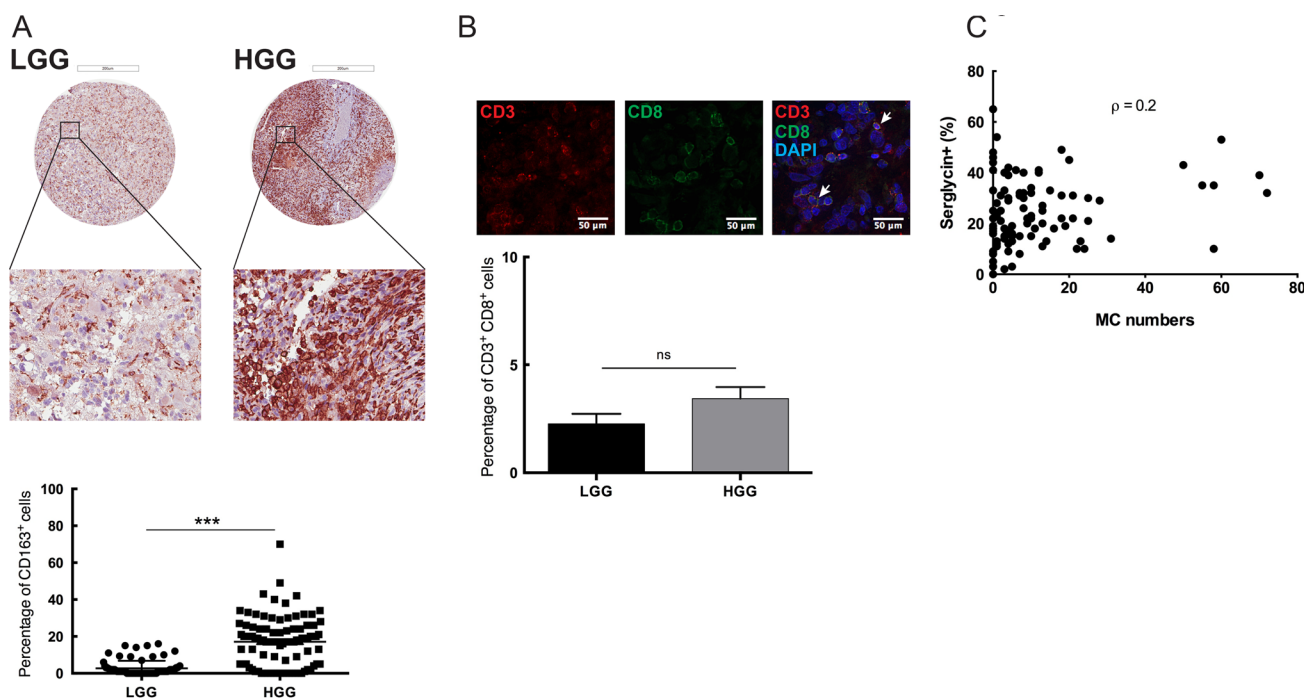 A
LGG
HGG
200µm
200µm
Percentage of CD163+ cells
100
80
60
40
20
0
***
LGG
HGG
B
CD3
50 µm
CD8
50 µm
CD3
CD8
DAPI
50 µm
Percentage of CD3+ CD8+ cells
10
5
0
ns
LGG
HGG
C
Serglycin+ (%)
80
60
40
20
0
ρ = 0.2
0
20
40
60
80
MC numbers